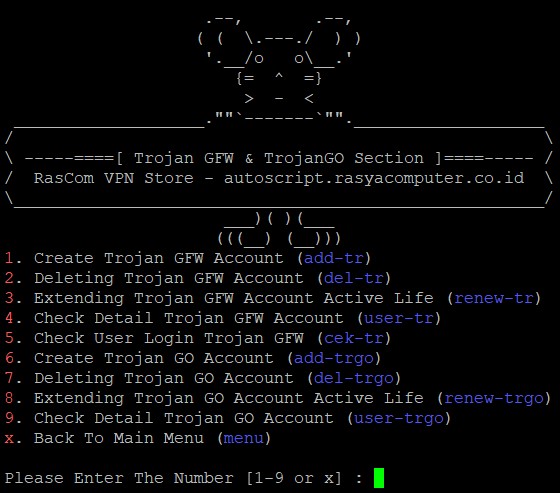 -----====[ Trojan GFW & TrojanGO Section ]====-----
RasCom VPN Store - autoscript.rasyacomputer.co.id
1. Create Trojan GFW Account (add-tr)
2. Deleting Trojan GFW Account (del-tr)
3. Extending Trojan GFW Account Active Life (renew-tr)
4. Check Detail Trojan GFW Account (user-tr)
5. Check User Login Trojan GFW (cek-tr)
6. Create Trojan GO Account (add-trgo)
7. Deleting Trojan GO Account (del-trgo)
8. Extending Trojan GO Account Active Life (renew-trgo)
9. Check Detail Trojan GO Account (user-trgo)
x. Back To Main Menu (menu)
Please Enter The Number [1-9 or x] :